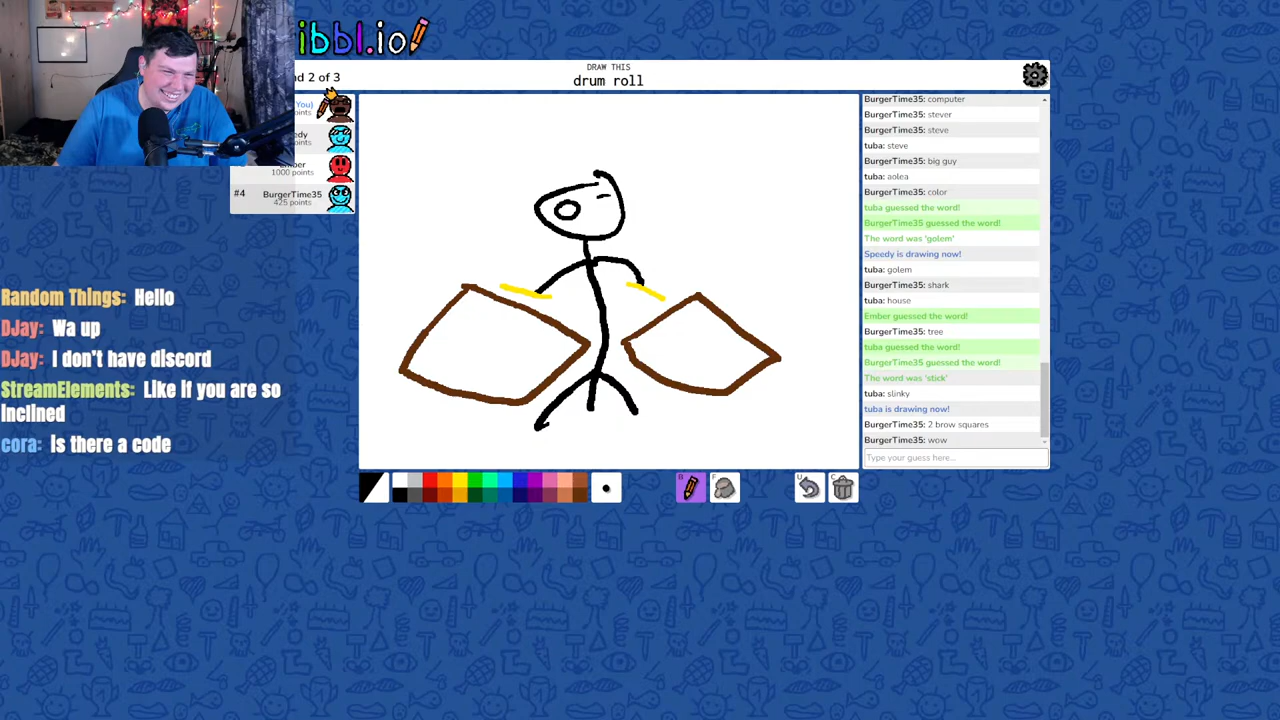 ibbl.io
DRAW THIS
nd 2 of 3
drum roll
You)
points
edy
points
1000 points
#4 BurgerTime35
425 points
BurgerTime35: computer
BurgerTime35: stever
BurgerTime35: steve
tuba: steve
BurgerTime35: big guy
tuba: aolea
BurgerTime35: color
tuba guessed the word!
BurgerTime35 guessed the word!
The word was 'golem'
Speedy is drawing now!
tuba: golem
BurgerTime35: shark
tuba: house
Ember guessed the word!
BurgerTime35: tree
tuba guessed the word!
BurgerTime35 guessed the word!
The word was 'stick'
tuba: slinky
tuba is drawing now!
BurgerTime35: 2 brow squares
BurgerTime35: wow
Type your guess here...
Random Things: Hello
DJay: Wa up
DJay: I don't have discord
StreamElements: Like if you are so
inclined
cora: Is there a code
B
F
U
C